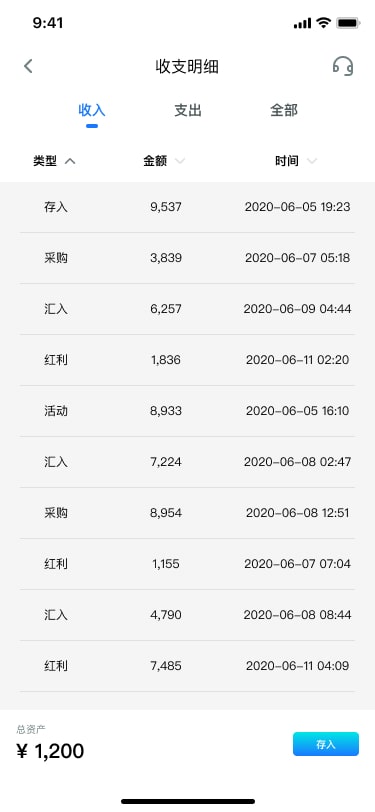 9:41
收支明细
收入 支出 全部
类型 金额 时间
存入 9,537 2020-06-05 19:23
采购 3,839 2020-06-07 05:18
汇入 6,257 2020-06-09 04:44
红利 1,836 2020-06-11 02:20
活动 8,933 2020-06-05 16:10
汇入 7,224 2020-06-08 02:47
采购 8,954 2020-06-08 12:51
红利 1,155 2020-06-07 07:04
汇入 4,790 2020-06-08 08:44
红利 7,485 2020-06-11 04:09
总资产
¥ 1,200
存入